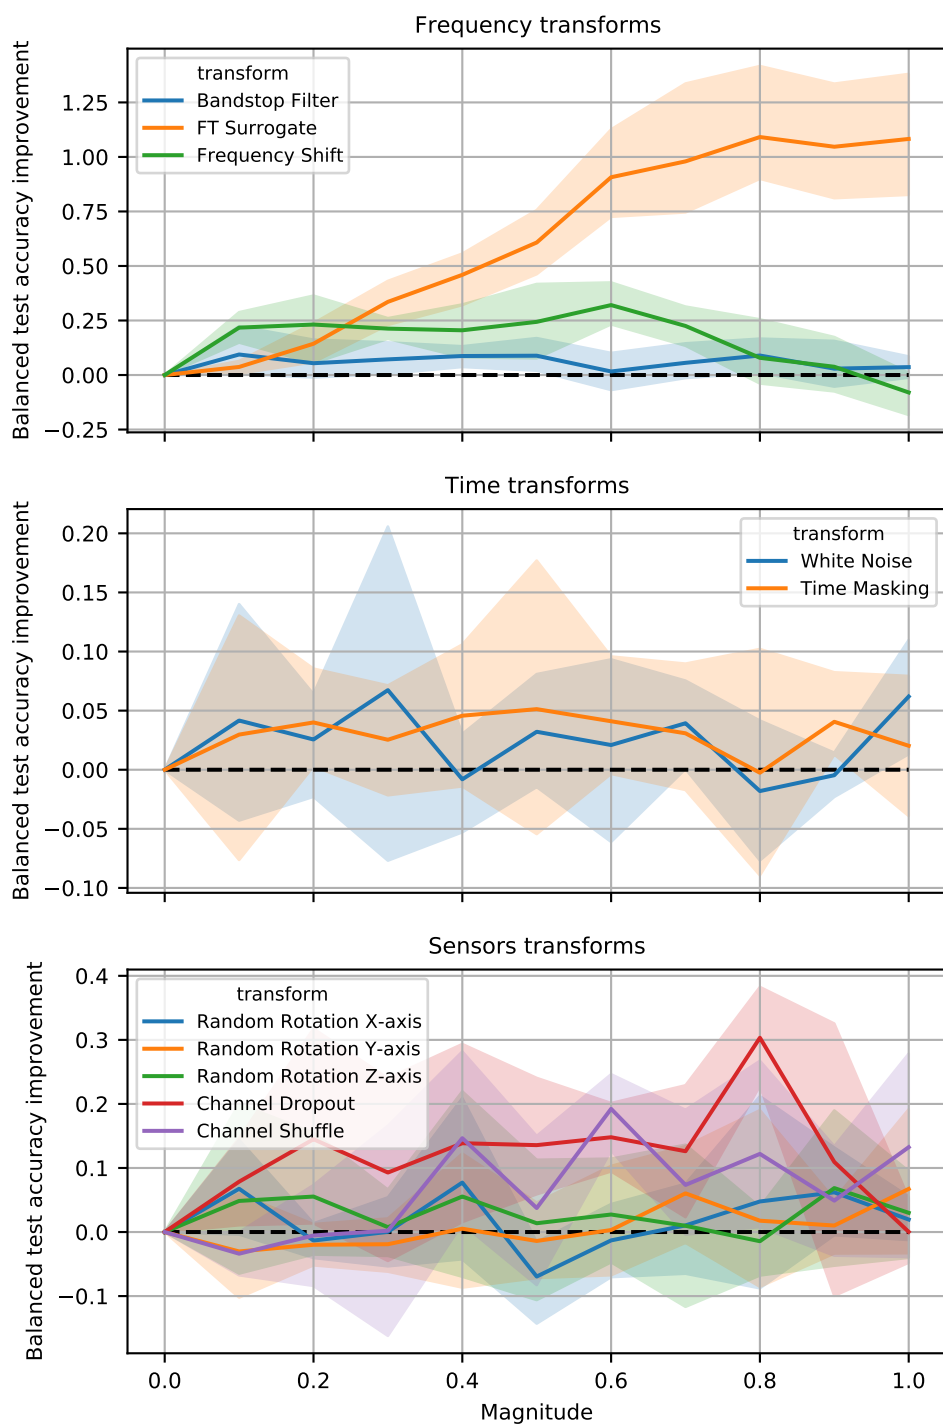 Frequency transforms
Balanced test accuracy improvement
transform
Bandstop Filter
FT Surrogate
Frequency Shift
1.25
1.00
0.75
0.50
0.25
0.00
−0.25
Time transforms
Balanced test accuracy improvement
transform
White Noise
Time Masking
0.20
0.15
0.10
0.05
0.00
−0.05
−0.10
Sensors transforms
Balanced test accuracy improvement
transform
Random Rotation X-axis
Random Rotation Y-axis
Random Rotation Z-axis
Channel Dropout
Channel Shuffle
0.4
0.3
0.2
0.1
0.0
−0.1
0.0 0.2 0.4 0.6 0.8 1.0
Magnitude